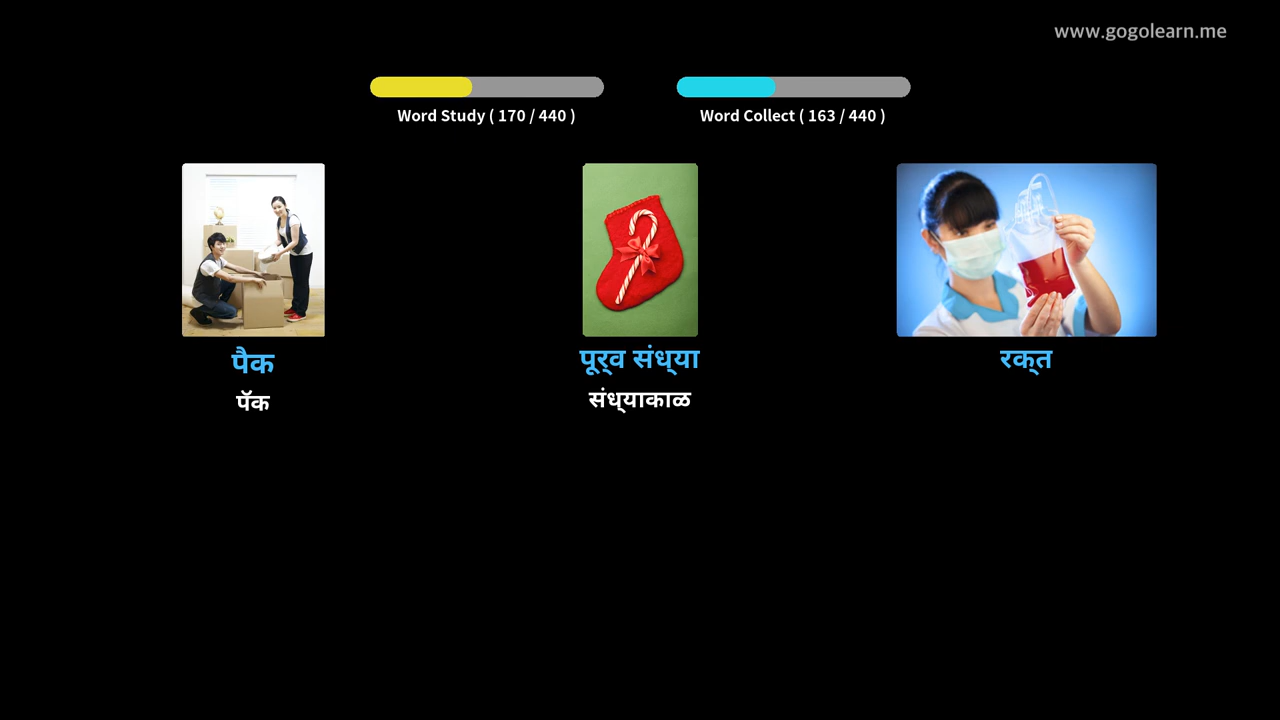 www.gogolearn.me
Word Study ( 170 / 440 )
Word Collect ( 163 / 440 )
पैक
पॅक
पूर्व संध्या
संध्याकाळ
रक्त